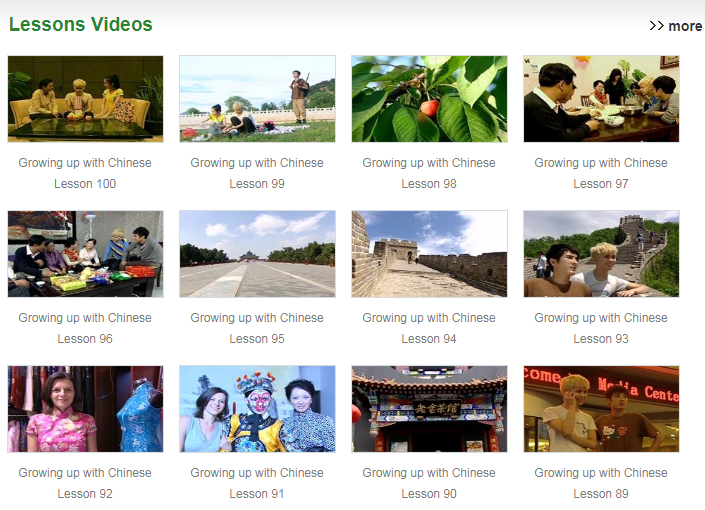 Lessons Videos
>> more
Growing up with Chinese
Lesson 100
Growing up with Chinese
Lesson 99
Growing up with Chinese
Lesson 98
Growing up with Chinese
Lesson 97
Growing up with Chinese
Lesson 96
Growing up with Chinese
Lesson 95
Growing up with Chinese
Lesson 94
Growing up with Chinese
Lesson 93
come to Media Cente
Growing up with Chinese
Lesson 92
Growing up with Chinese
Lesson 91
Growing up with Chinese
Lesson 90
Growing up with Chinese
Lesson 89